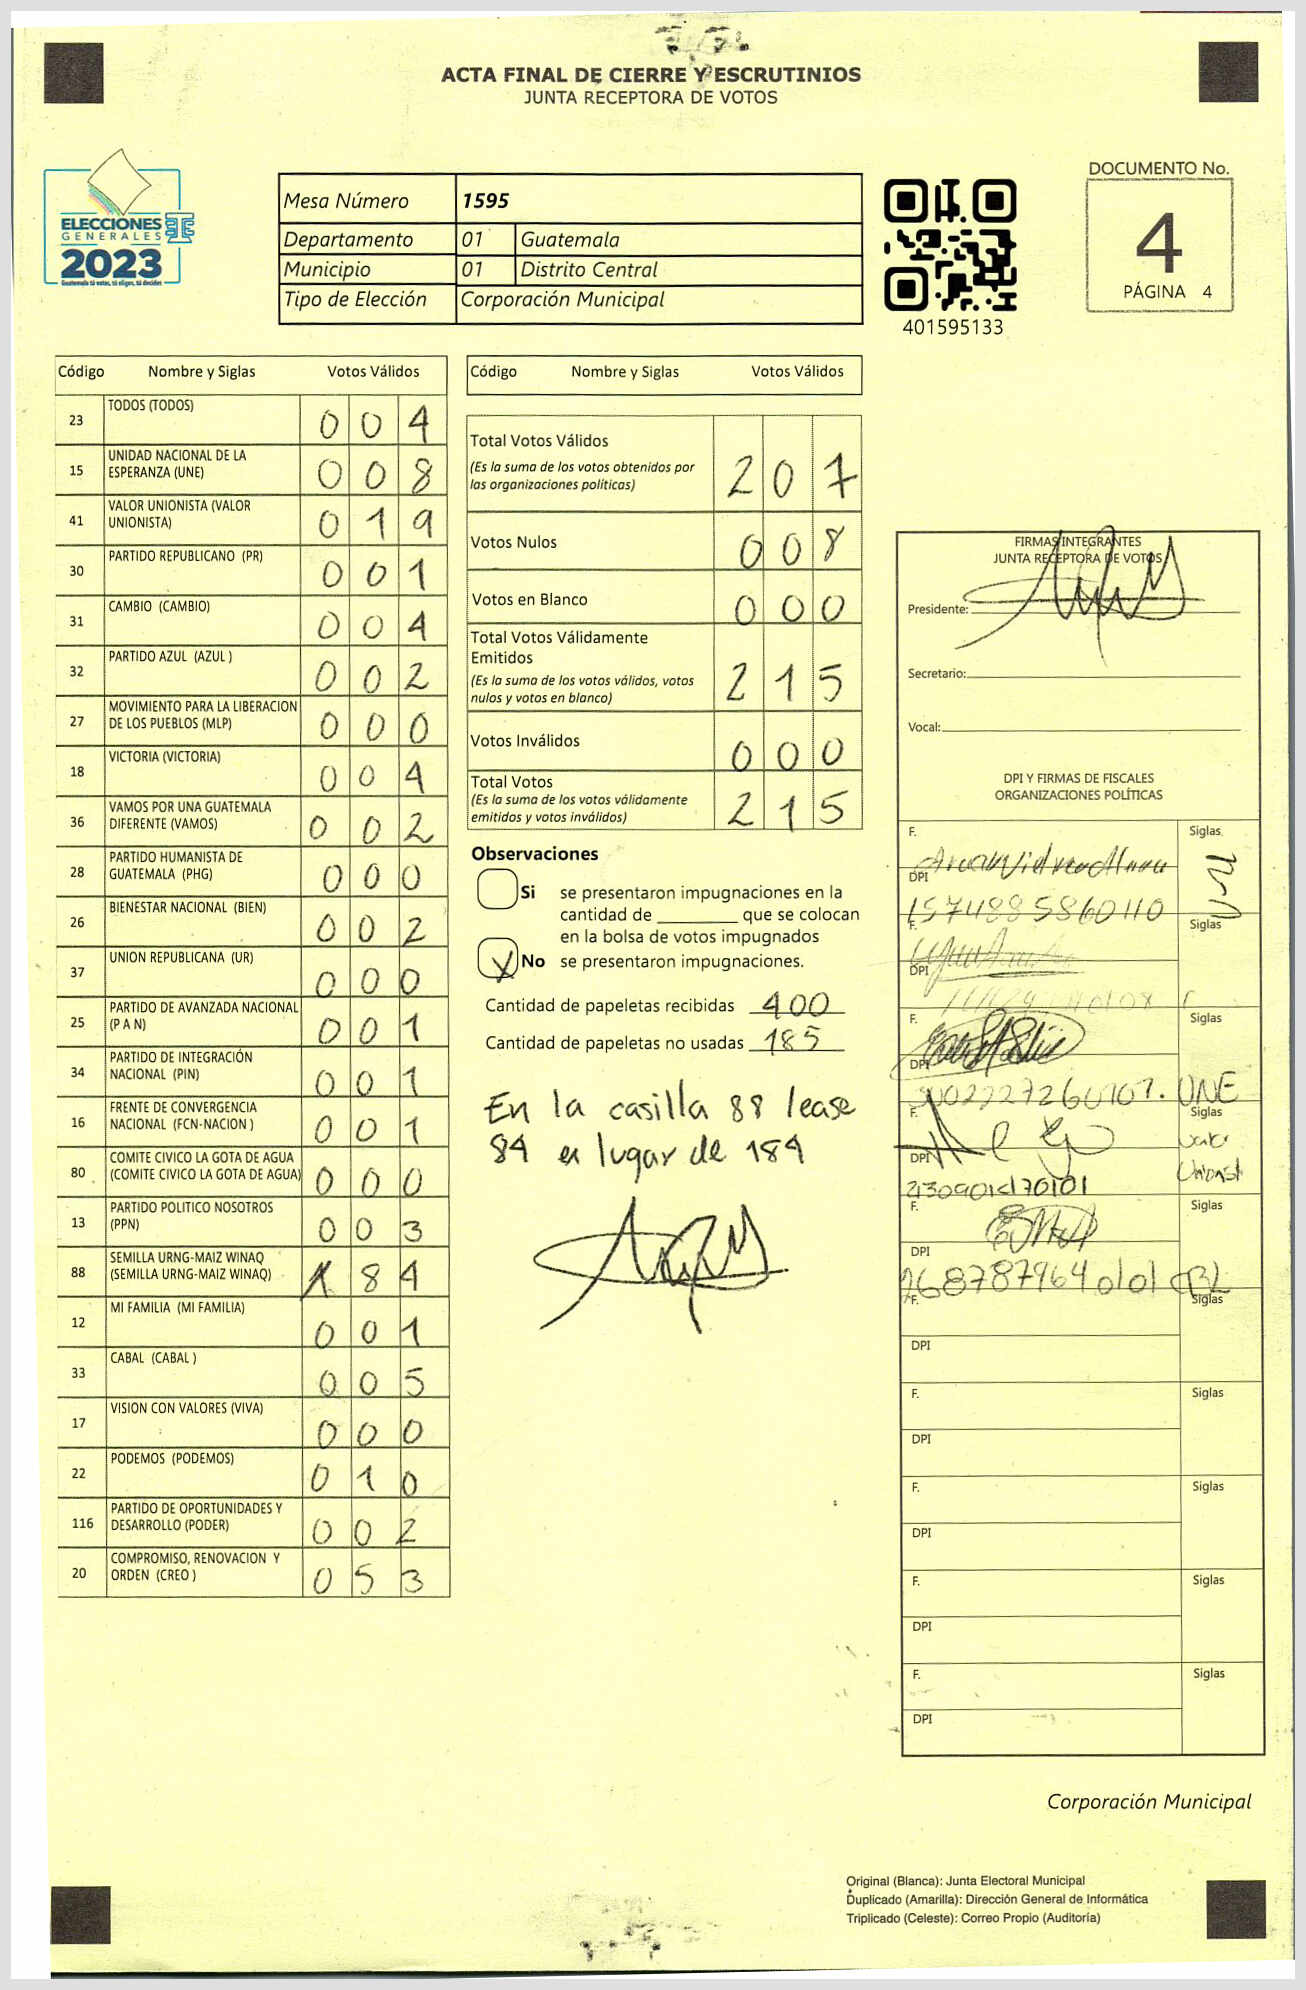 ACTA FINAL DE CIERRE Y ESCRUTINIOS
JUNTA RECEPTORA DE VOTOS
ELECCIONES
GENERALES
2023
Guatemala tú votas, tú eliges, tú decides
Mesa Número 1595
Departamento 01 Guatemala
Municipio 01 Distrito Central
Tipo de Elección Corporación Municipal
401595133
DOCUMENTO No.
4
PÁGINA 4
Código Nombre y Siglas Votos Válidos
23 TODOS (TODOS) 0 0 4
15 UNIDAD NACIONAL DE LA ESPERANZA (UNE) 0 0 8
41 VALOR UNIONISTA (VALOR UNIONISTA) 0 1 9
30 PARTIDO REPUBLICANO (PR) 0 0 1
31 CAMBIO (CAMBIO) 0 0 4
32 PARTIDO AZUL (AZUL ) 0 0 2
27 MOVIMIENTO PARA LA LIBERACION DE LOS PUEBLOS (MLP) 0 0 0
18 VICTORIA (VICTORIA) 0 0 4
36 VAMOS POR UNA GUATEMALA DIFERENTE (VAMOS) 0 0 2
28 PARTIDO HUMANISTA DE GUATEMALA (PHG) 0 0 0
26 BIENESTAR NACIONAL (BIEN) 0 0 2
37 UNION REPUBLICANA (UR) 0 0 0
25 PARTIDO DE AVANZADA NACIONAL (P A N) 0 0 1
34 PARTIDO DE INTEGRACIÓN NACIONAL (PIN) 0 0 1
16 FRENTE DE CONVERGENCIA NACIONAL (FCN-NACION ) 0 0 1
80 COMITE CIVICO LA GOTA DE AGUA (COMITE CIVICO LA GOTA DE AGUA) 0 0 0
13 PARTIDO POLITICO NOSOTROS (PPN) 0 0 3
88 SEMILLA URNG-MAIZ WINAQ (SEMILLA URNG-MAIZ WINAQ) 1 8 4
12 MI FAMILIA (MI FAMILIA) 0 0 1
33 CABAL (CABAL ) 0 0 5
17 VISION CON VALORES (VIVA) 0 0 0
22 PODEMOS (PODEMOS) 0 1 0
116 PARTIDO DE OPORTUNIDADES Y DESARROLLO (PODER) 0 0 2
20 COMPROMISO, RENOVACION Y ORDEN (CREO ) 0 5 3
Código Nombre y Siglas Votos Válidos
Total Votos Válidos 2 0 7
(Es la suma de los votos obtenidos por
las organizaciones políticas)
Votos Nulos 0 0 8
Votos en Blanco 0 0 0
Total Votos Válidamente
Emitidos 2 1 5
(Es la suma de los votos válidos, votos
nulos y votos en blanco)
Votos Inválidos 0 0 0
Total Votos 2 1 5
(Es la suma de los votos válidamente
emitidos y votos inválidos)
Observaciones
Si se presentaron impugnaciones en la
cantidad de ________ que se colocan
en la bolsa de votos impugnados
X No se presentaron impugnaciones.
Cantidad de papeletas recibidas 400
Cantidad de papeletas no usadas 185
En la casilla 88 lease
84 en lugar de 184
FIRMAS INTEGRANTES
JUNTA RECEPTORA DE VOTOS
Presidente:
Secretario:
Vocal:
DPI Y FIRMAS DE FISCALES
ORGANIZACIONES POLÍTICAS
F. Siglas
DPI
F. Siglas
DPI
F. Siglas
DPI
UNE
F. Siglas
DPI
F. Siglas
DPI
F. Siglas
DPI
F. Siglas
DPI
F. Siglas
DPI
F. Siglas
DPI
F. Siglas
DPI
Corporación Municipal
Original (Blanca): Junta Electoral Municipal
Duplicado (Amarilla): Dirección General de Informática
Triplicado (Celeste): Correo Propio (Auditoría)